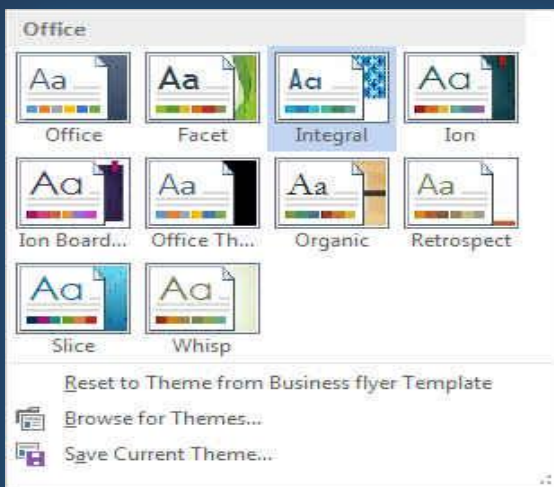 Office
Aa Aa Aa Aa
Office Facet Integral Ion
Aa Aa Aa Aa
Ion Board... Office Th... Organic Retrospect
Aa Aa
Slice Whisp
Reset to Theme from Business flyer Template
Browse for Themes...
Save Current Theme...